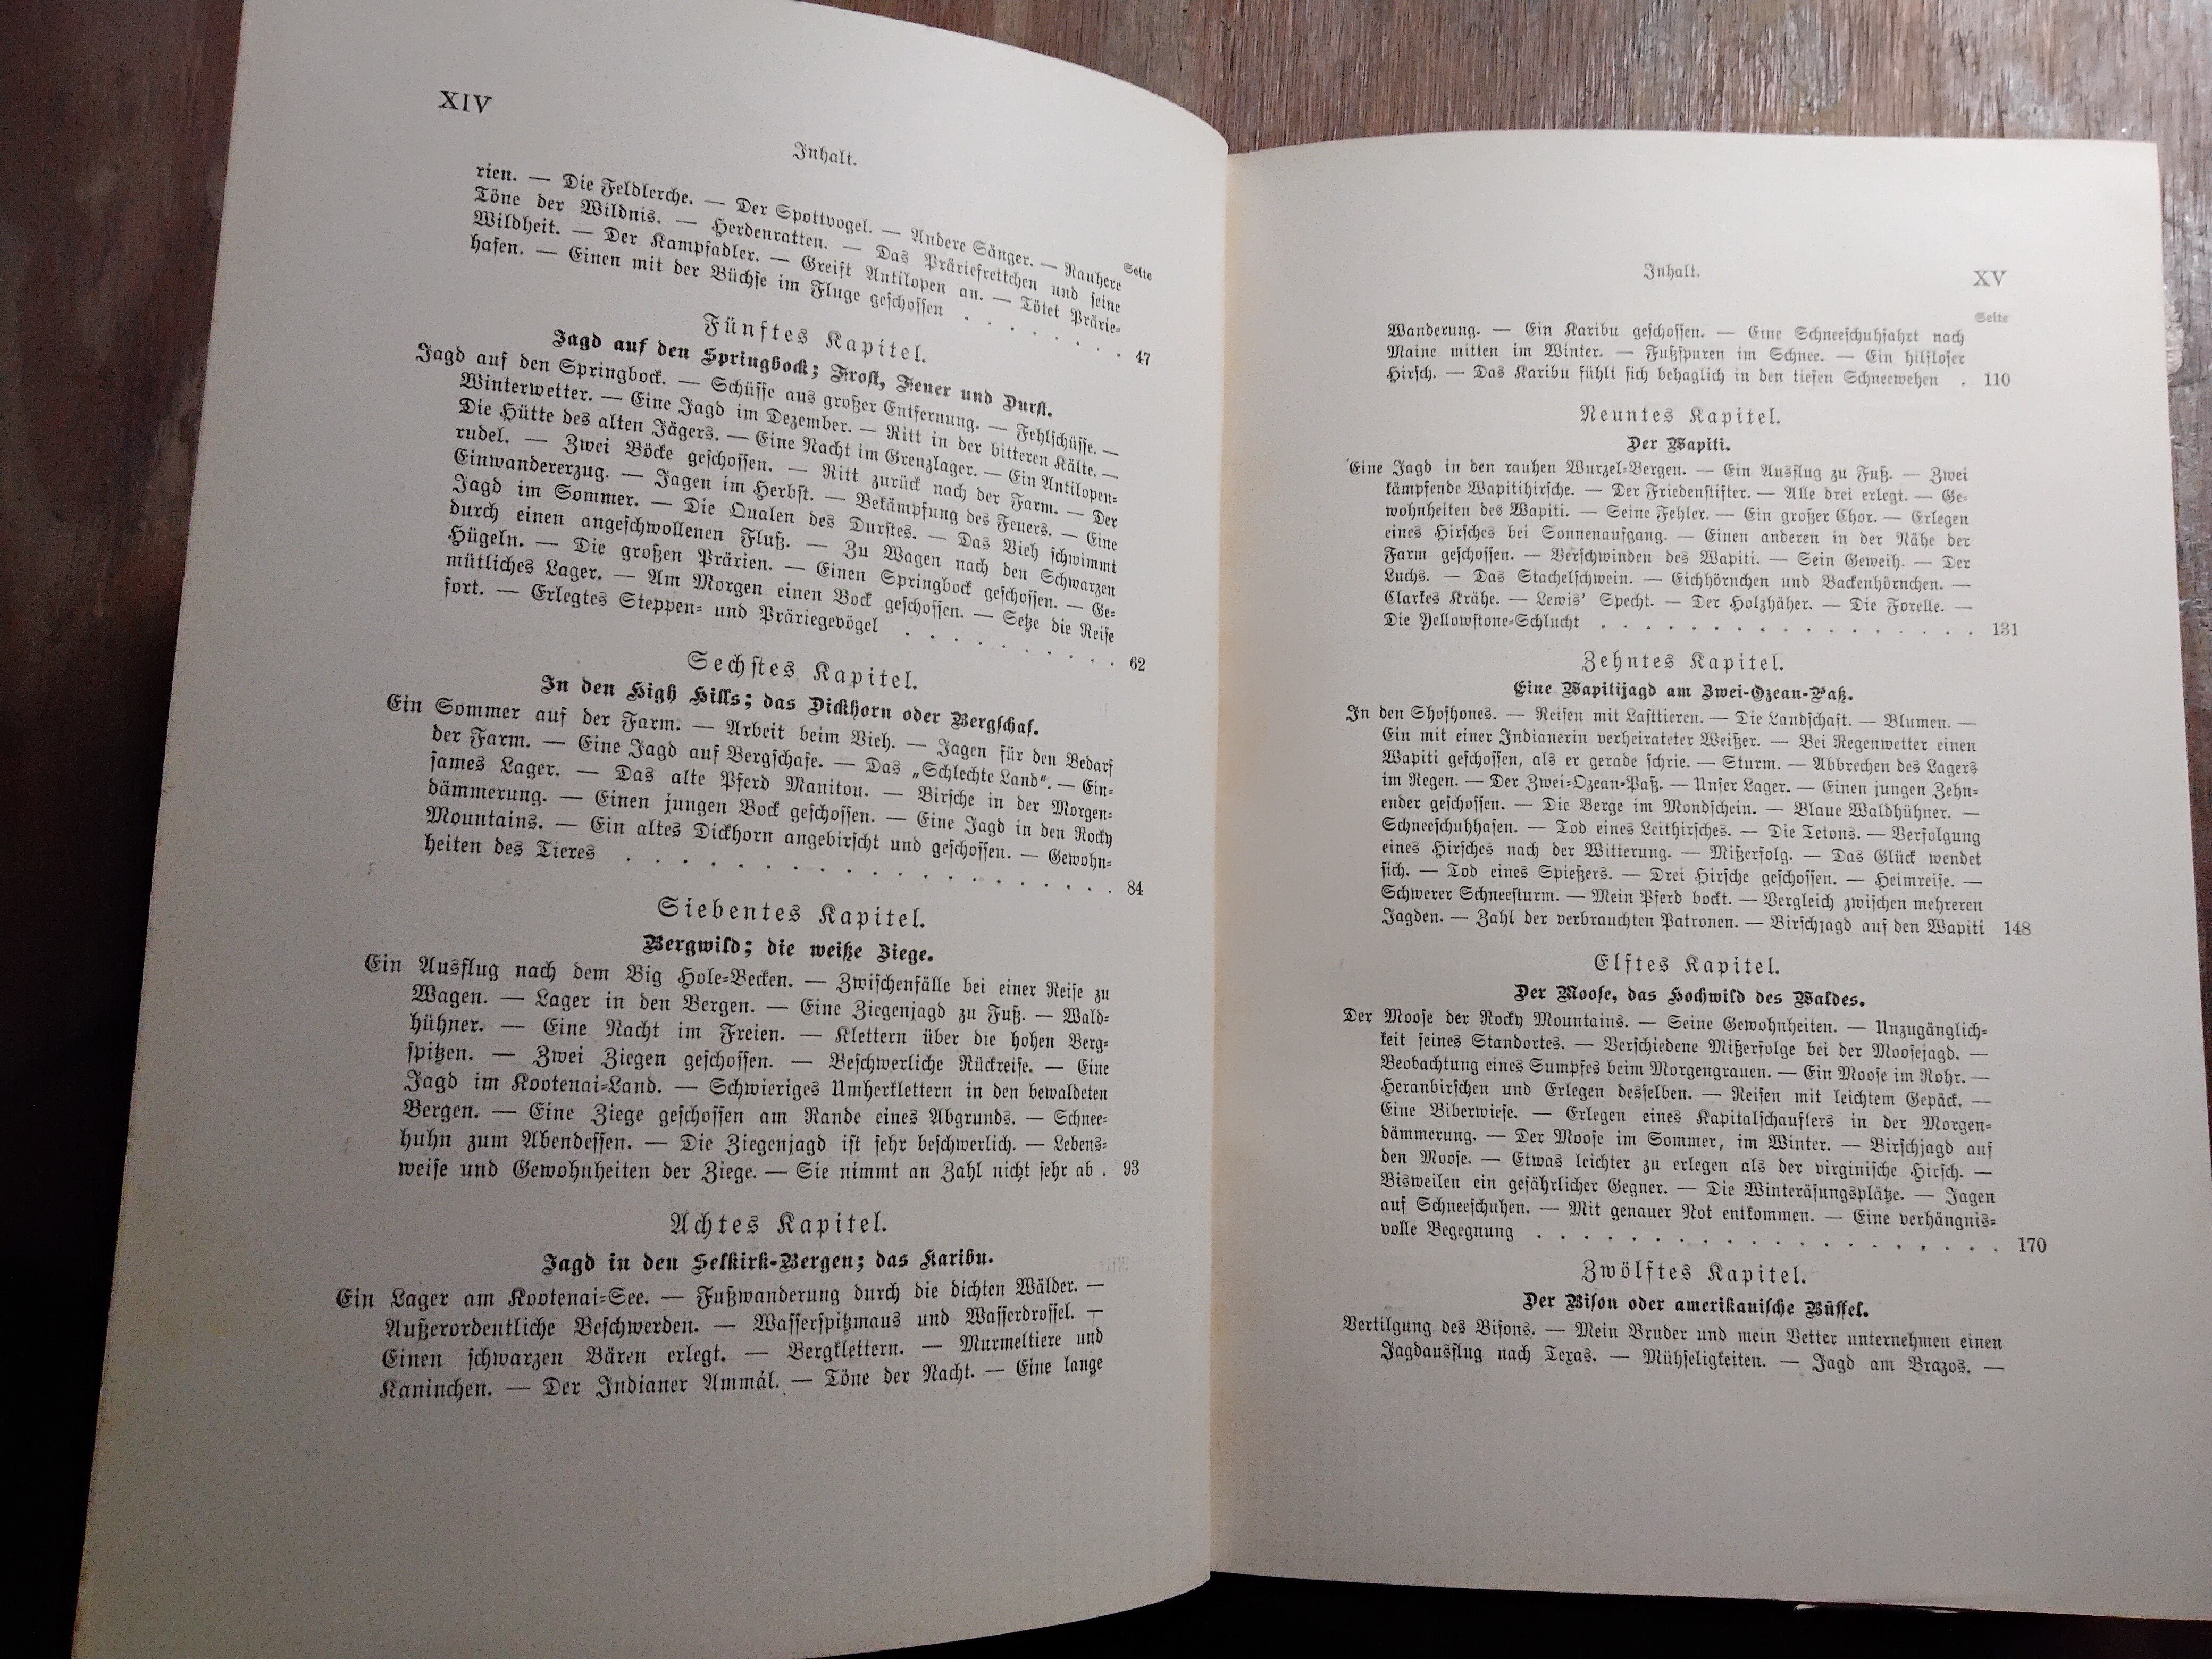 XIV
Inhalt.
Seite
rien. — Die Feldlerche. — Der Spottvogel. — Andere Sänger. — Rauhere
Töne der Wildnis. — Herdenratten. — Das Präriefrettchen und seine
Wildheit. — Der Kampfadler. — Greift Antilopen an. — Tötet Prärie-
hasen. — Einen mit der Büchse im Fluge geschossen . . . . . . . 47
Fünftes Kapitel.
Jagd auf den Springbock; Frost, Feuer und Durst.
Jagd auf den Springbock. — Schüsse aus großer Entfernung. — Fehlschüsse. —
Winterwetter. — Eine Jagd im Dezember. — Ritt in der bitteren Kälte. —
Die Hütte des alten Jägers. — Eine Nacht im Grenzlager. — Ein Antilopen-
rudel. — Zwei Böcke geschossen. — Ritt zurück nach der Farm. — Der
Einwandererzug. — Jagen im Herbst. — Bekämpfung des Feuers. — Eine
Jagd im Sommer. — Die Qualen des Durstes. — Das Vieh schwimmt
durch einen angeschwollenen Fluß. — Zu Wagen nach den Schwarzen
Hügeln. — Die großen Prärien. — Einen Springbock geschossen. — Ge-
mütliches Lager. — Am Morgen einen Bock geschossen. — Setze die Reise
fort. — Erlegtes Steppen- und Präriegevögel . . . . . . . . . 62
Sechstes Kapitel.
In den High Hills; das Dickhorn oder Bergschaf.
Ein Sommer auf der Farm. — Arbeit beim Vieh. — Jagen für den Bedarf
der Farm. — Eine Jagd auf Bergschafe. — Das „Schlechte Land“. — Ein-
sames Lager. — Das alte Pferd Manitou. — Birsche in der Morgen-
dämmerung. — Einen jungen Bock geschossen. — Eine Jagd in den Rocky
Mountains. — Ein altes Dickhorn angebirscht und geschossen. — Gewohn-
heiten des Tieres . . . . . . . . . . . . . . . . . . 84
Siebentes Kapitel.
Bergwild; die weiße Ziege.
Ein Ausflug nach dem Big Hole-Becken. — Zwischenfälle bei einer Reise zu
Wagen. — Lager in den Bergen. — Eine Ziegenjagd zu Fuß. — Wald-
hühner. — Eine Nacht im Freien. — Klettern über die hohen Berg-
spitzen. — Zwei Ziegen geschossen. — Beschwerliche Rückreise. — Eine
Jagd im Kootenai-Land. — Schwieriges Umherklettern in den bewaldeten
Bergen. — Eine Ziege geschossen am Rande eines Abgrunds. — Schnee-
huhn zum Abendessen. — Die Ziegenjagd ist sehr beschwerlich. — Lebens-
weise und Gewohnheiten der Ziege. — Sie nimmt an Zahl nicht sehr ab . 93
Achtes Kapitel.
Jagd in den Selkirk-Bergen; das Karibu.
Ein Lager am Kootenai-See. — Fußwanderung durch die dichten Wälder. —
Außerordentliche Beschwerden. — Wasserspitzmaus und Wasserdrossel. —
Einen schwarzen Bären erlegt. — Bergklettern. — Murmeltiere und
Kaninchen. — Der Indianer Ammál. — Töne der Nacht. — Eine lange
Inhalt. XV
Seite
Wanderung. — Ein Karibu geschossen. — Eine Schneeschuhfahrt nach
Maine mitten im Winter. — Fußspuren im Schnee. — Ein hilfloser
Hirsch. — Das Karibu fühlt sich behaglich in den tiefen Schneewehen . 110
Neuntes Kapitel.
Der Wapiti.
Eine Jagd in den rauhen Wurzel-Bergen. — Ein Ausflug zu Fuß. — Zwei
kämpfende Wapitihirsche. — Der Friedenstifter. — Alle drei erlegt. — Ge-
wohnheiten des Wapiti. — Seine Fehler. — Ein großer Chor. — Erlegen
eines Hirsches bei Sonnenaufgang. — Einen anderen in der Nähe der
Farm geschossen. — Verschwinden des Wapiti. — Sein Geweih. — Der
Luchs. — Das Stachelschwein. — Eichhörnchen und Backenhörnchen. —
Clarkes Krähe. — Lewis’ Specht. — Der Holzhäher. — Die Forelle. —
Die Yellowstone-Schlucht . . . . . . . . . . . . . . 131
Zehntes Kapitel.
Eine Wapitijagd am Zwei-Ozean-Paß.
In den Shoshones. — Reisen mit Lasttieren. — Die Landschaft. — Blumen. —
Ein mit einer Indianerin verheirateter Weißer. — Bei Regenwetter einen
Wapiti geschossen, als er gerade schrie. — Sturm. — Abbrechen des Lagers
im Regen. — Der Zwei-Ozean-Paß. — Unser Lager. — Einen jungen Zehn-
ender geschossen. — Die Berge im Mondschein. — Blaue Waldhühner. —
Schneeschuhhasen. — Tod eines Leithirsches. — Die Tetons. — Verfolgung
eines Hirsches nach der Witterung. — Mißerfolg. — Das Glück wendet
sich. — Tod eines Spießers. — Drei Hirsche geschossen. — Heimreise. —
Schwerer Schneesturm. — Mein Pferd bockt. — Vergleich zwischen mehreren
Jagden. — Zahl der verbrauchten Patronen. — Birschjagd auf den Wapiti 148
Elftes Kapitel.
Der Moose, das Hochwild des Waldes.
Der Moose der Rocky Mountains. — Seine Gewohnheiten. — Unzugänglich-
keit seines Standortes. — Verschiedene Mißerfolge bei der Moosejagd. —
Beobachtung eines Sumpfes beim Morgengrauen. — Ein Moose im Rohr. —
Heranbirschen und Erlegen desselben. — Reisen mit leichtem Gepäck. —
Eine Biberwiese. — Erlegen eines Kapitalschauflers in der Morgen-
dämmerung. — Der Moose im Sommer, im Winter. — Birschjagd auf
den Moose. — Etwas leichter zu erlegen als der virginische Hirsch. —
Bisweilen ein gefährlicher Gegner. — Die Winteräsungsplätze. — Jagen
auf Schneeschuhen. — Mit genauer Not entkommen. — Eine verhängnis-
volle Begegnung . . . . . . . . . . . . . . . . . 170
Zwölftes Kapitel.
Der Bison oder amerikanische Büffel.
Vertilgung des Bisons. — Mein Bruder und mein Vetter unternehmen einen
Jagdausflug nach Texas. — Mühseligkeiten. — Jagd am Brazos. —